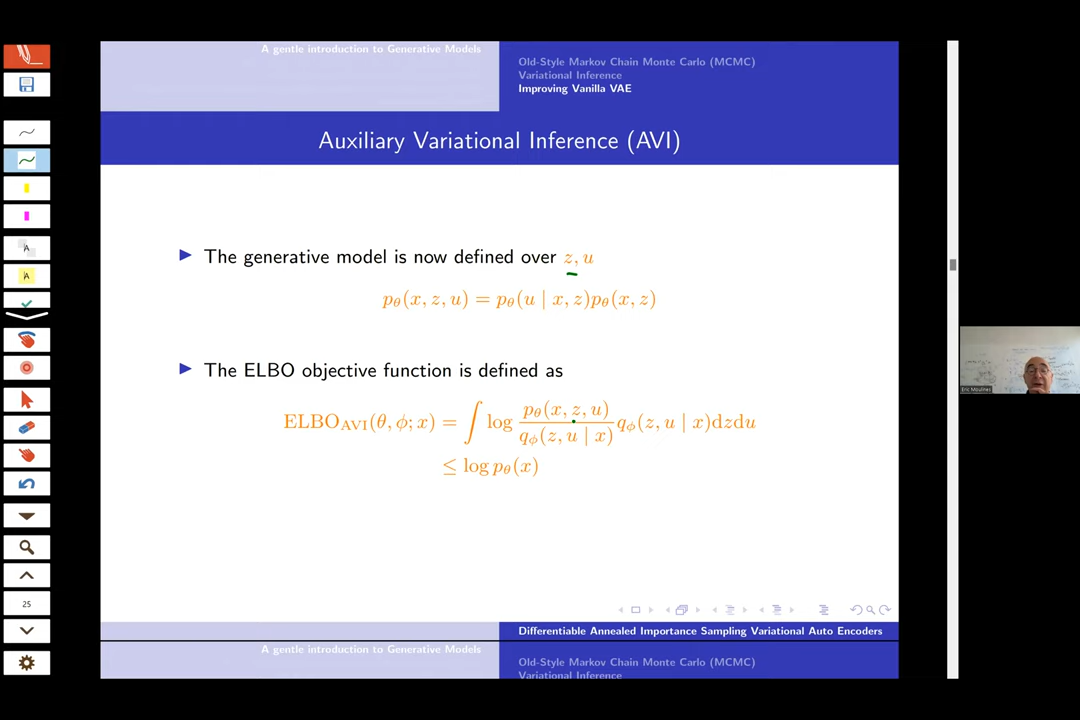 A gentle introduction to Generative Models
Old-Style Markov Chain Monte Carlo (MCMC)
Variational Inference
Improving Vanilla VAE
Auxiliary Variational Inference (AVI)
▶ The generative model is now defined over z, u
pθ(x, z, u) = pθ(u | x, z)pθ(x, z)
▶ The ELBO objective function is defined as
ELBO_AVI(θ, ϕ; x) = ∫ log pθ(x, z, u) / qϕ(z, u | x) qϕ(z, u | x)dzdu
≤ log pθ(x)
25
Differentiable Annealed Importance Sampling Variational Auto Encoders
A gentle introduction to Generative Models
Old-Style Markov Chain Monte Carlo (MCMC)
Variational Inference
Eric Moulines